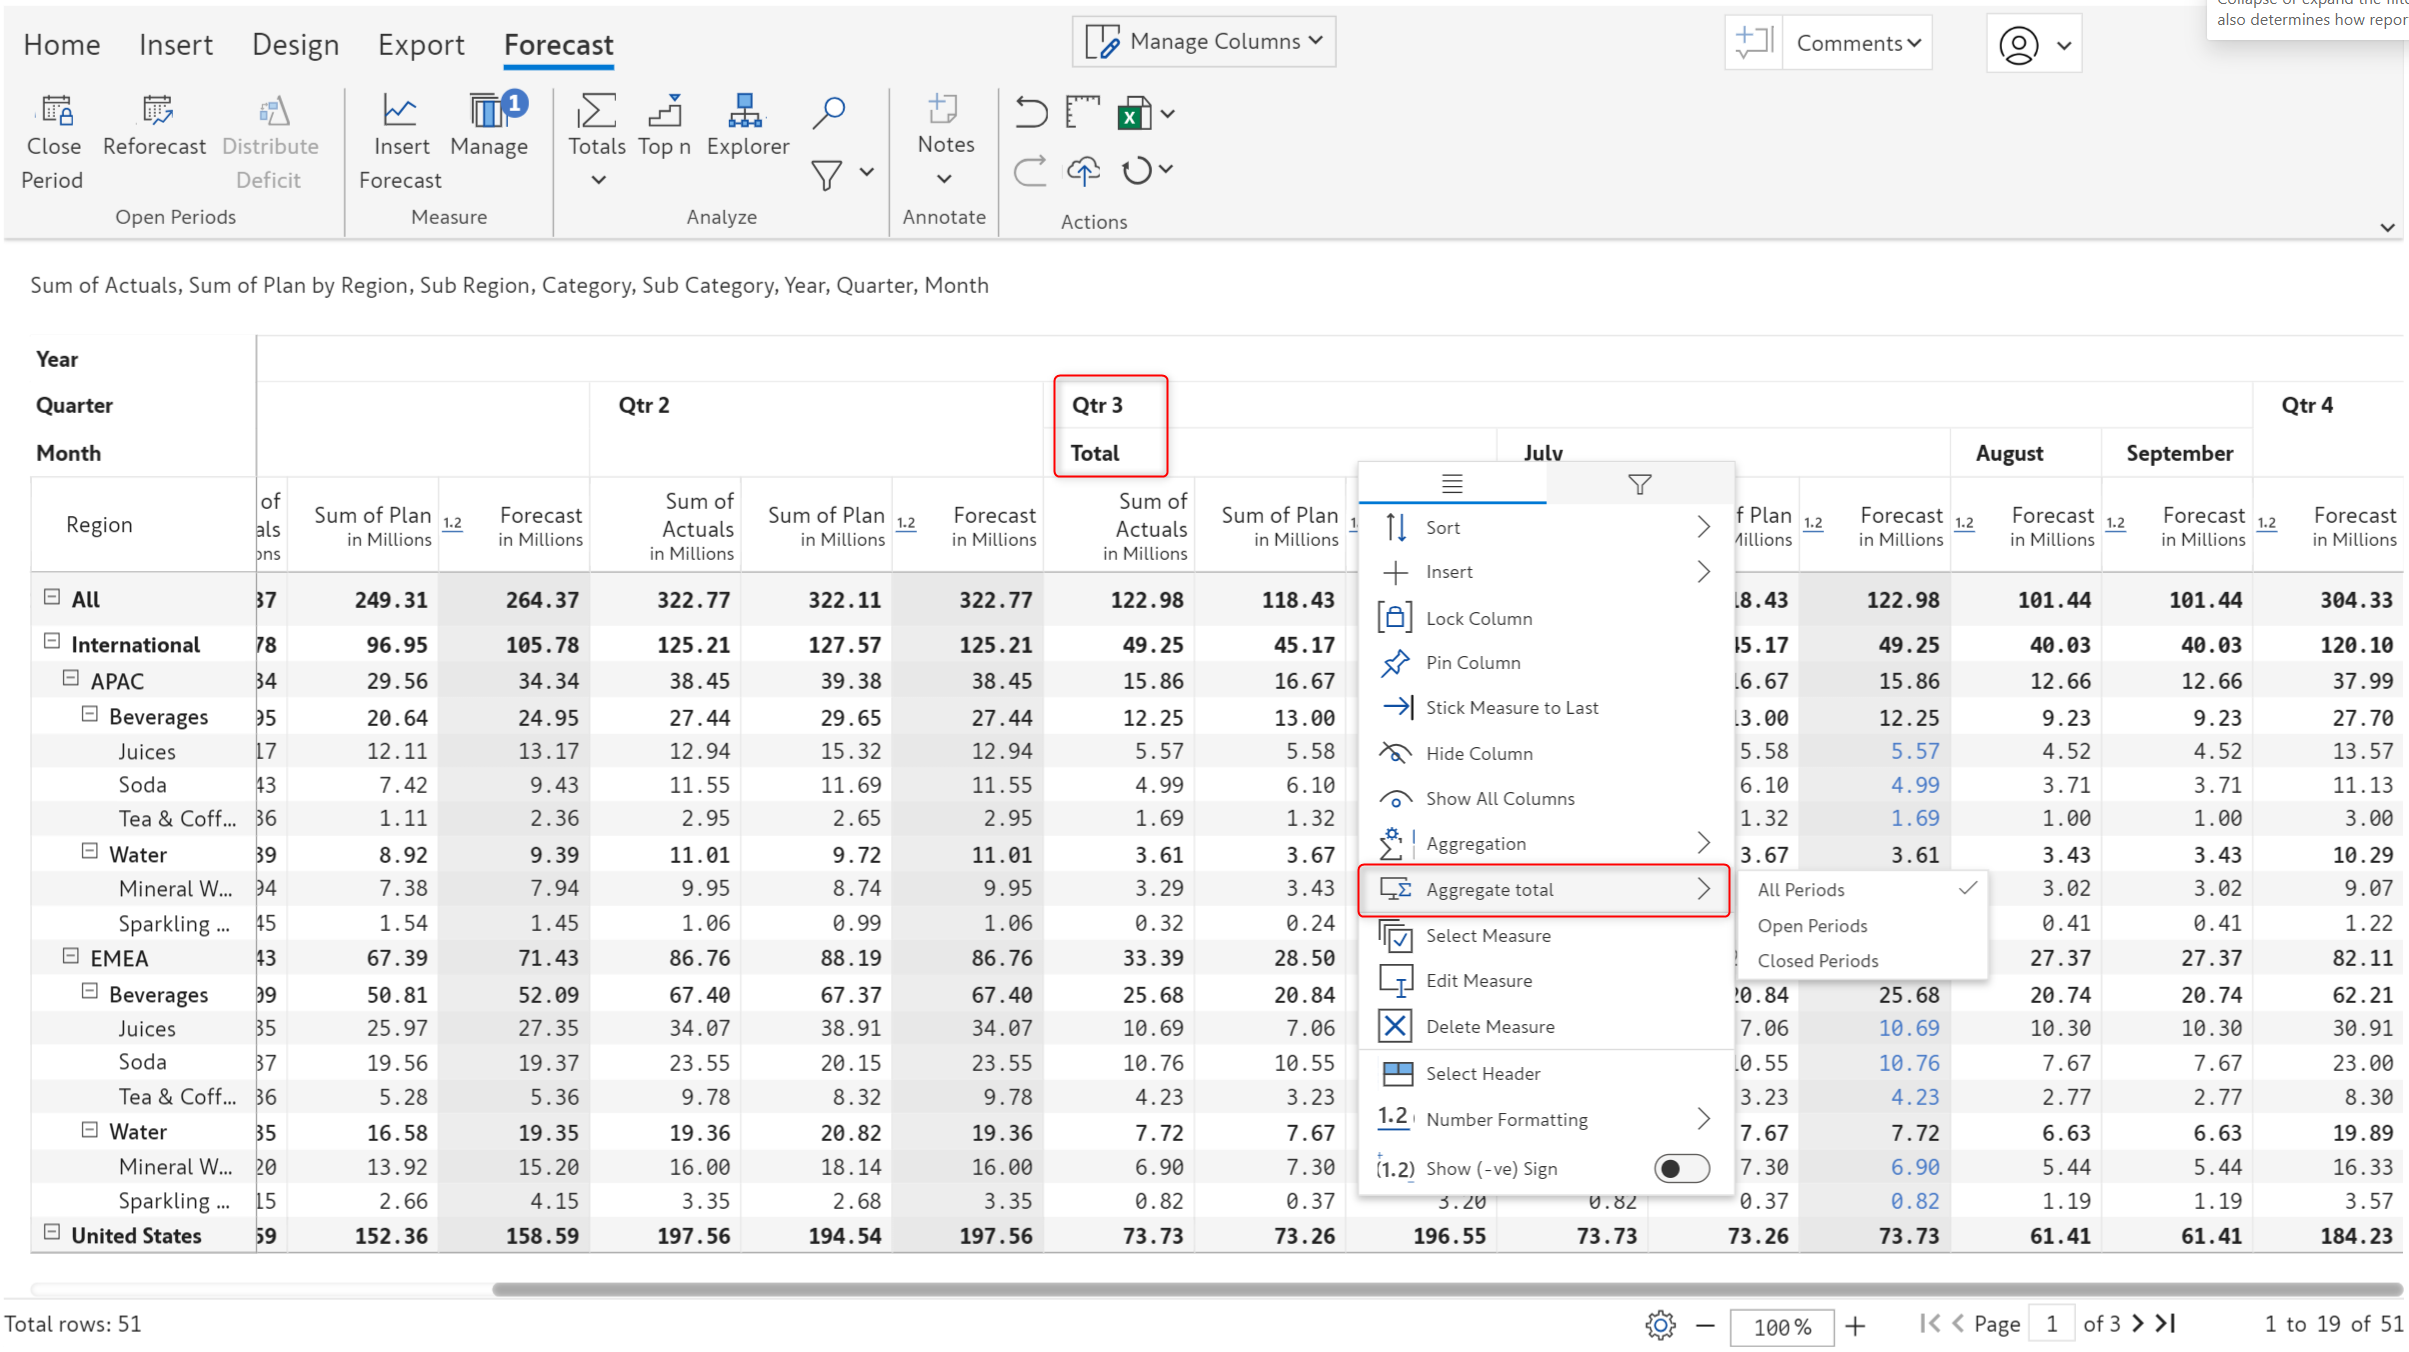 also determines how repor
Home Insert Design Export Forecast
Manage Columns
Comments
Close Period
Reforecast
Distribute Deficit
Open Periods
Insert Forecast
Manage
1
Measure
Totals
Top n
Explorer
Analyze
Notes
Annotate
Actions
Sum of Actuals, Sum of Plan by Region, Sub Region, Category, Sub Category, Year, Quarter, Month
Year
Quarter Qtr 2 Qtr 3 Qtr 4
Month Total July August September
Region of Sum of Plan 1.2 Forecast Sum of Actuals Sum of Plan 1.2 Forecast Sum of Actuals Sum of Plan f Plan 1.2 Forecast 1.2 Forecast 1.2 Forecast 1.2 Forecast
in Millions in Millions in Millions in Millions in Millions in Millions in Millions in Millions in Millions in Millions in Millions
All 37 249.31 264.37 322.77 322.11 322.77 122.98 118.43 18.43 122.98 101.44 101.44 304.33
International 78 96.95 105.78 125.21 127.57 125.21 49.25 45.17 45.17 49.25 40.03 40.03 120.10
APAC 34 29.56 34.34 38.45 39.38 38.45 15.86 16.67 16.67 15.86 12.66 12.66 37.99
Beverages 95 20.64 24.95 27.44 29.65 27.44 12.25 13.00 13.00 12.25 9.23 9.23 27.70
Juices 17 12.11 13.17 12.94 15.32 12.94 5.57 5.58 5.58 5.57 4.52 4.52 13.57
Soda 43 7.42 9.43 11.55 11.69 11.55 4.99 6.10 6.10 4.99 3.71 3.71 11.13
Tea & Coff... 36 1.11 2.36 2.95 2.65 2.95 1.69 1.32 1.32 1.69 1.00 1.00 3.00
Water 39 8.92 9.39 11.01 9.72 11.01 3.61 3.67 3.67 3.61 3.43 3.43 10.29
Mineral W... 94 7.38 7.94 9.95 8.74 9.95 3.29 3.43 3.02 3.02 9.07
Sparkling ... 45 1.54 1.45 1.06 0.99 1.06 0.32 0.24 0.41 0.41 1.22
EMEA 43 67.39 71.43 86.76 88.19 86.76 33.39 28.50 27.37 27.37 82.11
Beverages 09 50.81 52.09 67.40 67.37 67.40 25.68 20.84 20.84 25.68 20.74 20.74 62.21
Juices 35 25.97 27.35 34.07 38.91 34.07 10.69 7.06 7.06 10.69 10.30 10.30 30.91
Soda 37 19.56 19.37 23.55 20.15 23.55 10.76 10.55 10.55 10.76 7.67 7.67 23.00
Tea & Coff... 36 5.28 5.36 9.78 8.32 9.78 4.23 3.23 3.23 4.23 2.77 2.77 8.30
Water 35 16.58 19.35 19.36 20.82 19.36 7.72 7.67 7.67 7.72 6.63 6.63 19.89
Mineral W... 20 13.92 15.20 16.00 18.14 16.00 6.90 7.30 7.30 6.90 5.44 5.44 16.33
Sparkling ... 15 2.66 4.15 3.35 2.68 3.35 0.82 0.37 3.20 0.82 0.37 0.82 1.19 1.19 3.57
United States 59 152.36 158.59 197.56 194.54 197.56 73.73 73.26 196.55 73.73 73.26 73.73 61.41 61.41 184.23
Sort
Insert
Lock Column
Pin Column
Stick Measure to Last
Hide Column
Show All Columns
Aggregation
Aggregate total
Select Measure
Edit Measure
Delete Measure
Select Header
1.2 Number Formatting
(1.2) Show (-ve) Sign
All Periods
Open Periods
Closed Periods
Total rows: 51 100% Page 1 of 3 1 to 19 of 51